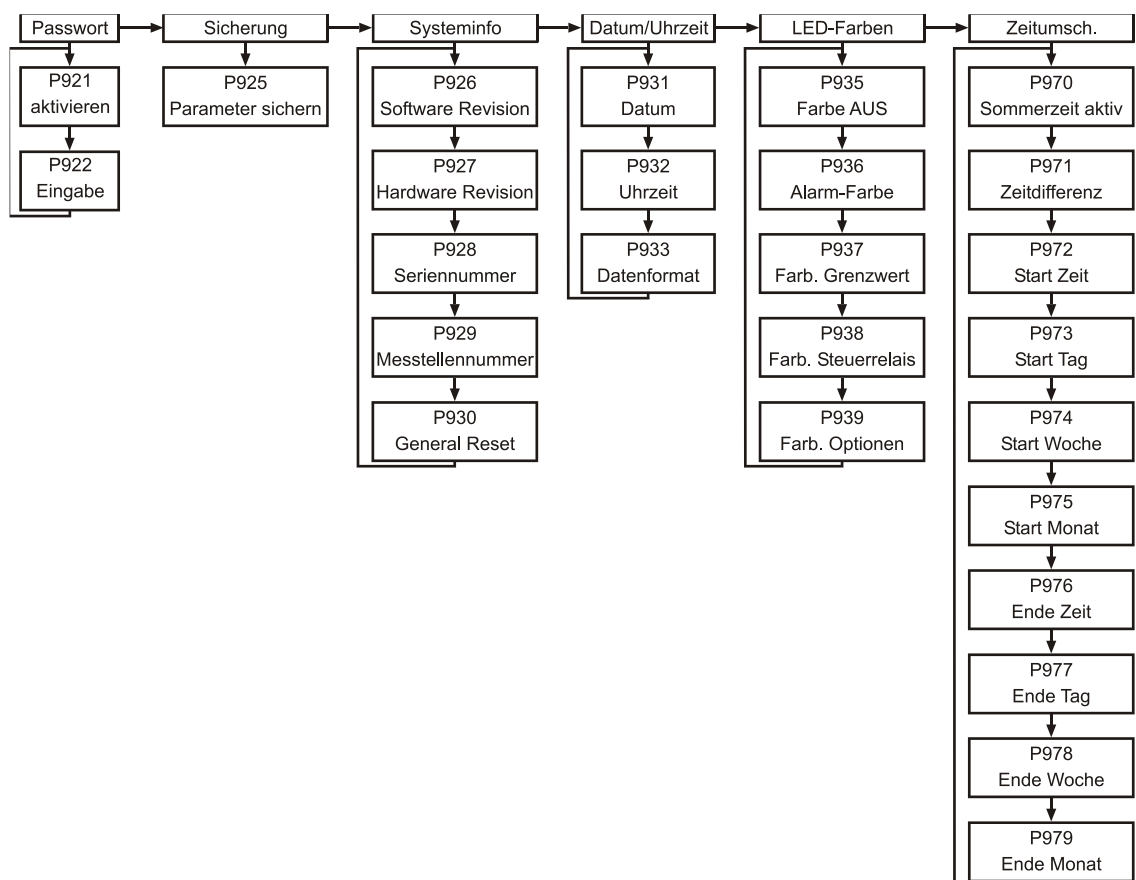 Passwort
Sicherung
Systeminfo
Datum/Uhrzeit
LED-Farben
Zeitumsch.
P921
aktivieren
P922
Eingabe
P925
Parameter sichern
P926
Software Revision
P927
Hardware Revision
P928
Seriennummer
P929
Messtellennummer
P930
General Reset
P931
Datum
P932
Uhrzeit
P933
Datenformat
P935
Farbe AUS
P936
Alarm-Farbe
P937
Farb. Grenzwert
P938
Farb. Steuerrelais
P939
Farb. Optionen
P970
Sommerzeit aktiv
P971
Zeitdifferenz
P972
Start Zeit
P973
Start Tag
P974
Start Woche
P975
Start Monat
P976
Ende Zeit
P977
Ende Tag
P978
Ende Woche
P979
Ende Monat